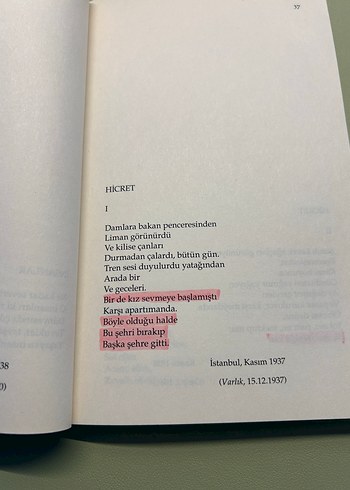 57
HİCRET
I
Damlara bakan penceresinden
Liman görünürdü
Ve kilise çanları
Durmadan çalardı, bütün gün.
Tren sesi duyulurdu yatağından
Arada bir
Ve geceleri.
Bir de kız sevmeye başlamıştı
Karşı apartımanda.
Böyle olduğu halde
Bu şehri bırakıp
Başka şehre gitti.
İstanbul, Kasım 1937
(Varlık, 15.12.1937)
38
0)